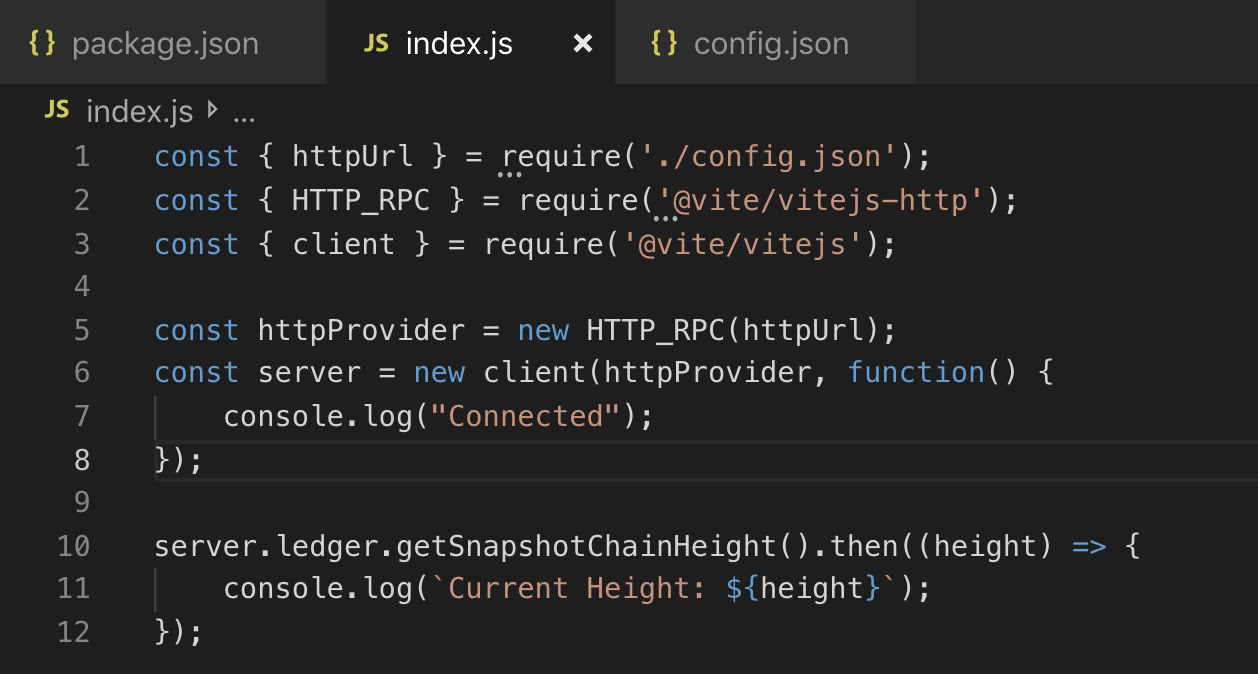 {} package.json JS index.js × {} config.json
JS index.js ▷ ...
1 const { httpUrl } = require('./config.json');
2 const { HTTP_RPC } = require('@vite/vitejs-http');
3 const { client } = require('@vite/vitejs');
4
5 const httpProvider = new HTTP_RPC(httpUrl);
6 const server = new client(httpProvider, function() {
7     console.log("Connected");
8 });
9
10 server.ledger.getSnapshotChainHeight().then((height) => {
11     console.log(`Current Height: ${height}`);
12 });